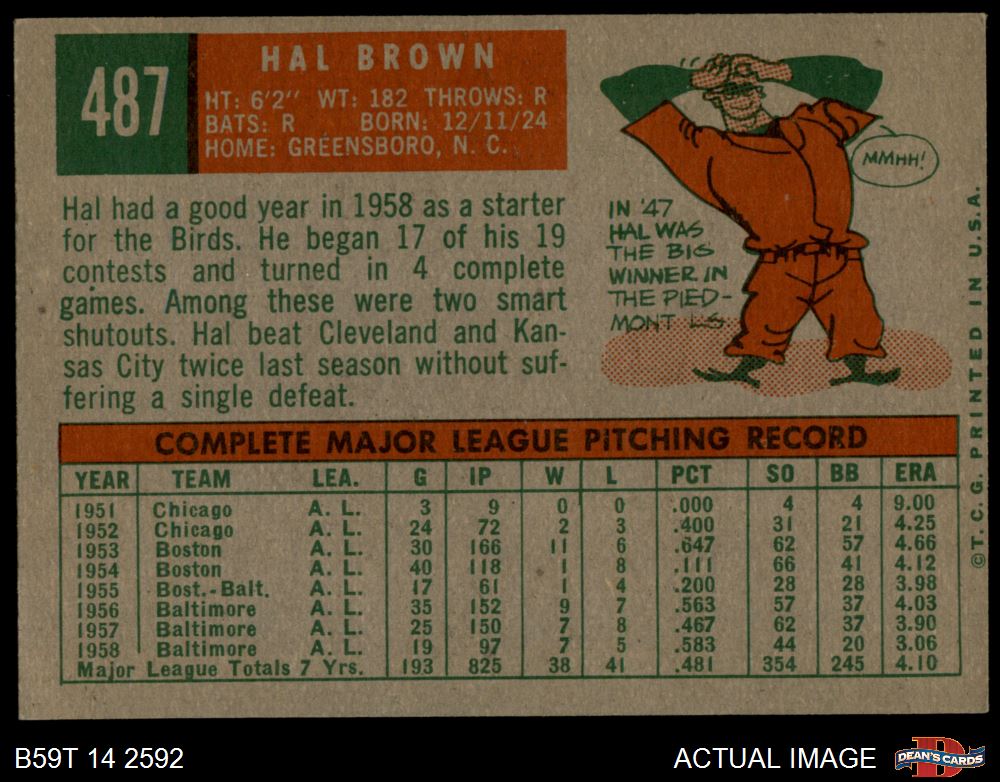 487
HAL BROWN
HT: 6'2" WT: 182 THROWS: R
BATS: R BORN: 12/11/24
HOME: GREENSBORO, N. C.
Hal had a good year in 1958 as a starter
for the Birds. He began 17 of his 19
contests and turned in 4 complete
games. Among these were two smart
shutouts. Hal beat Cleveland and Kan-
sas City twice last season without suf-
fering a single defeat.
IN '47
HAL WAS
THE BIG
WINNER IN
THE PIED-
MONT LG
MMHH!
COMPLETE MAJOR LEAGUE PITCHING RECORD
YEAR TEAM LEA. G IP W L PCT SO BB ERA
1951 Chicago A. L. 3 9 0 0 .000 4 4 9.00
1952 Chicago A. L. 24 72 2 3 .400 31 21 4.25
1953 Boston A. L. 30 166 11 6 .647 62 57 4.66
1954 Boston A. L. 40 118 1 8 .111 66 41 4.12
1955 Bost.-Balt. A. L. 17 61 1 4 .200 28 28 3.98
1956 Baltimore A. L. 35 152 9 7 .563 57 37 4.03
1957 Baltimore A. L. 25 150 7 8 .467 62 37 3.90
1958 Baltimore A. L. 19 97 7 5 .583 44 20 3.06
Major League Totals 7 Yrs. 193 825 38 41 .481 354 245 4.10
©T. C. G. PRINTED IN U.S.A.
B59T 14 2592
ACTUAL IMAGE
D
DEAN'S CARDS